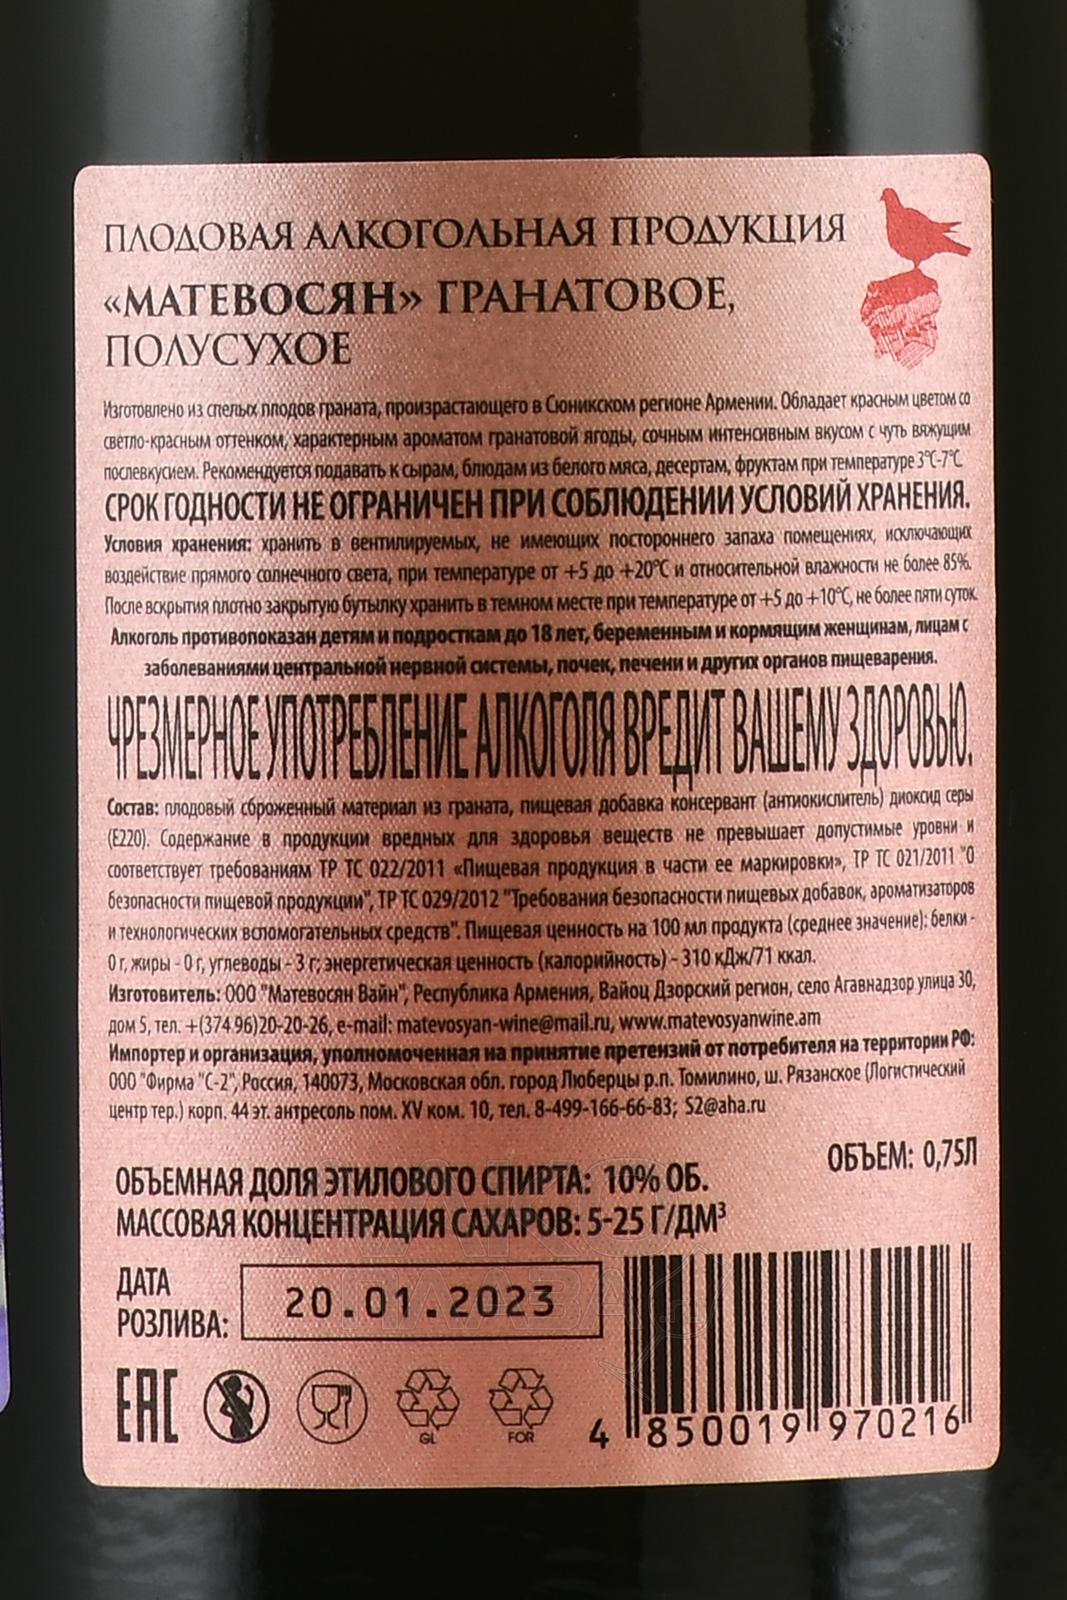 ПЛОДОВАЯ АЛКОГОЛЬНАЯ ПРОДУКЦИЯ
«МАТЕВОСЯН» ГРАНАТОВОЕ,
ПОЛУСУХОЕ
Изготовлено из спелых плодов граната, произрастающего в Сюникском регионе Армении. Обладает красным цветом со
светло-красным оттенком, характерным ароматом гранатовой ягоды, сочным интенсивным вкусом с чуть вяжущим
послевкусием. Рекомендуется подавать к сырам, блюдам из белого мяса, десертам, фруктам при температуре 3°С-7°С.
СРОК ГОДНОСТИ НЕ ОГРАНИЧЕН ПРИ СОБЛЮДЕНИИ УСЛОВИЙ ХРАНЕНИЯ.
Условия хранения: хранить в вентилируемых, не имеющих постороннего запаха помещениях, исключающих
воздействие прямого солнечного света, при температуре от +5 до +20°С и относительной влажности не более 85%.
После вскрытия плотно закрытую бутылку хранить в темном месте при температуре от +5 до +10°С, не более пяти суток.
Алкоголь противопоказан детям и подросткам до 18 лет, беременным и кормящим женщинам, лицам с
заболеваниями центральной нервной системы, почек, печени и других органов пищеварения.
ЧРЕЗМЕРНОЕ УПОТРЕБЛЕНИЕ АЛКОГОЛЯ ВРЕДИТ ВАШЕМУ ЗДОРОВЬЮ.
Состав: плодовый сброженный материал из граната, пищевая добавка консервант (антиокислитель) диоксид серы
(Е220). Содержание в продукции вредных для здоровья веществ не превышает допустимые уровни и
соответствует требованиям ТР ТС 022/2011 «Пищевая продукция в части ее маркировки», ТР ТС 021/2011 "О
безопасности пищевой продукции", ТР ТС 029/2012 "Требования безопасности пищевых добавок, ароматизаторов
и технологических вспомогательных средств". Пищевая ценность на 100 мл продукта (среднее значение): белки -
0 г, жиры - 0 г, углеводы - 3 г; энергетическая ценность (калорийность) - 310 кДж/71 ккал.
Изготовитель: ООО "Матевосян Вайн", Республика Армения, Вайоц Дзорский регион, село Агавнадзор улица 30,
дом 5, тел. +(374 96)20-20-26, e-mail: matevosyan-wine@mail.ru, www.matevosyanwine.am
Импортер и организация, уполномоченная на принятие претензий от потребителя на территории РФ:
ООО "Фирма "С-2", Россия, 140073, Московская обл. город Люберцы р.п. Томилино, ш. Рязанское (Логистический
центр тер.) корп. 44 эт. антресоль пом. XV ком. 10, тел. 8-499-166-66-83; S2@aha.ru
ОБЪЕМ: 0,75Л
ОБЪЕМНАЯ ДОЛЯ ЭТИЛОВОГО СПИРТА: 10% ОБ.
МАССОВАЯ КОНЦЕНТРАЦИЯ САХАРОВ: 5-25 Г/ДМ³
ДАТА
РОЗЛИВА:
20.01.2023
EAC
GL
FOR
4 850019 970216